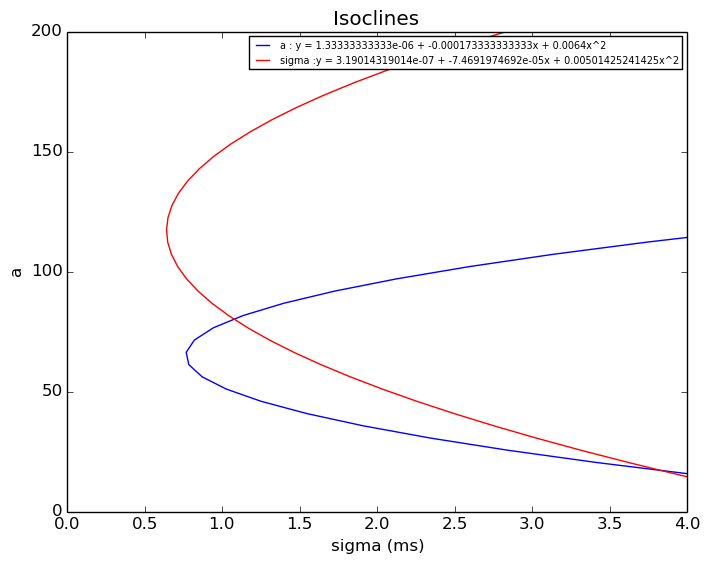 Isoclines
a : y = 1.33333333333e-06 + -0.000173333333333x + 0.0064x^2
sigma :y = 3.19014319014e-07 + -7.4691974692e-05x + 0.00501425241425x^2
200
150
100
50
0
a
0.0 0.5 1.0 1.5 2.0 2.5 3.0 3.5 4.0
sigma (ms)